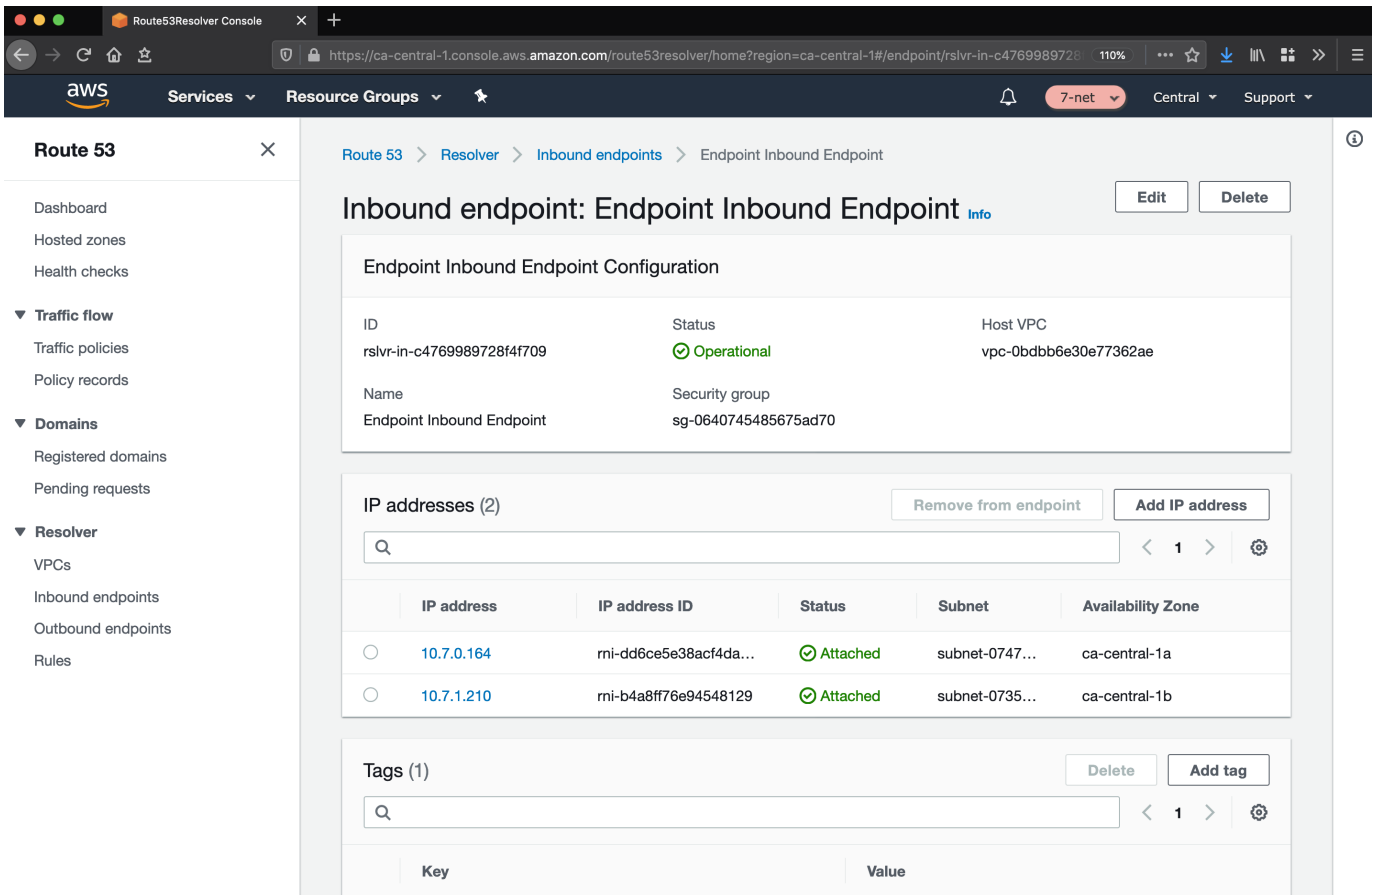 Route53Resolver Console
https://ca-central-1.console.aws.amazon.com/route53resolver/home?region=ca-central-1#/endpoint/rslvr-in-c4769989728 110%
aws Services Resource Groups 7-net Central Support
Route 53
Dashboard
Hosted zones
Health checks
Traffic flow
Traffic policies
Policy records
Domains
Registered domains
Pending requests
Resolver
VPCs
Inbound endpoints
Outbound endpoints
Rules
Route 53 Resolver Inbound endpoints Endpoint Inbound Endpoint
Inbound endpoint: Endpoint Inbound Endpoint Info Edit Delete
Endpoint Inbound Endpoint Configuration
ID Status Host VPC
rslvr-in-c4769989728f4f709 Operational vpc-0bdbb6e30e77362ae
Name Security group
Endpoint Inbound Endpoint sg-0640745485675ad70
IP addresses (2) Remove from endpoint Add IP address
1
IP address IP address ID Status Subnet Availability Zone
10.7.0.164 rni-dd6ce5e38acf4da... Attached subnet-0747... ca-central-1a
10.7.1.210 rni-b4a8ff76e94548129 Attached subnet-0735... ca-central-1b
Tags (1) Delete Add tag
1
Key Value